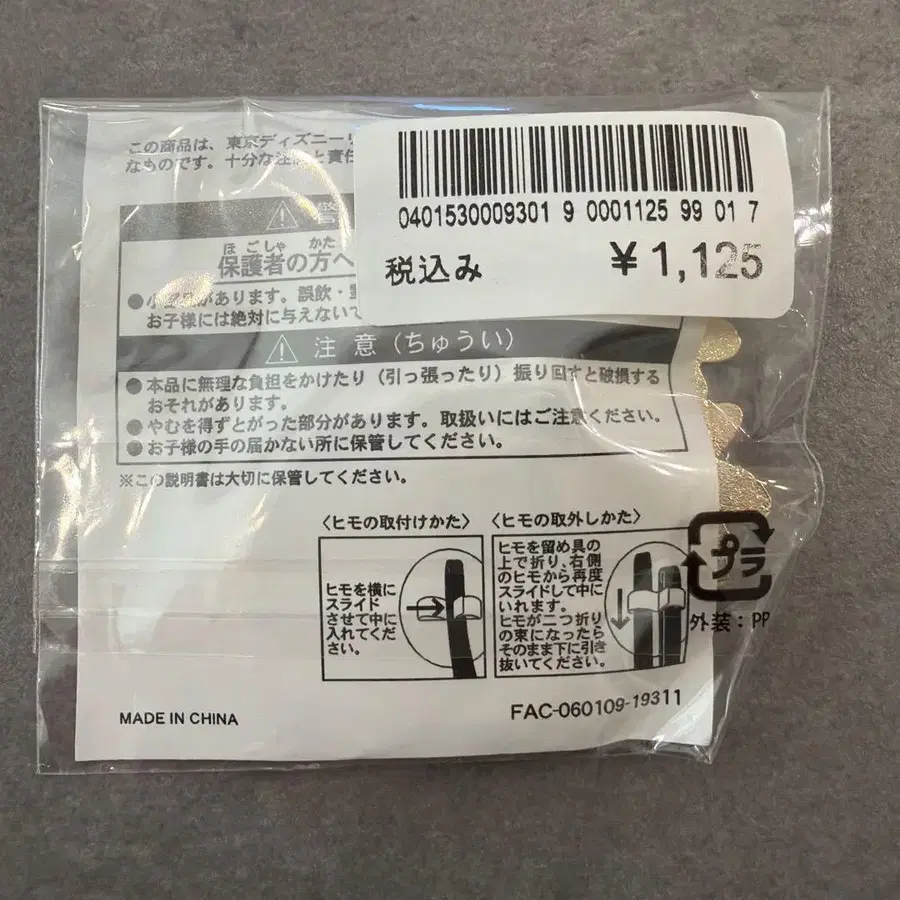 この商品は、東京ディズニーリ
なものです。十分な注意と責任
0401530009301 9 0001125 99 01 7
税込み ¥1,125
警
ほごしゃ かた
保護者の方へ
●小 があります。誤飲・
お子様には絶対に与えないで
注 意（ちゅうい）
●本品に無理な負担をかけたり（引っ張ったり）振り回すと破損する
おそれがあります。
●やむを得ずとがった部分があります。取扱いにはご注意ください。
●お子様の手の届かない所に保管してください。
※この説明書は大切に保管してください。
〈ヒモの取付けかた〉
ヒモを横に
スライド
させて中に
入れてくだ
さい。
〈ヒモの取外しかた〉
ヒモを留め具の
上で折り、右側
のヒモから再度
スライドして中に
いれます。
ヒモが二つ折り
の束になったら
そのまま下に引き
抜いてください。
プラ
外装：PP
MADE IN CHINA
FAC-060109-19311